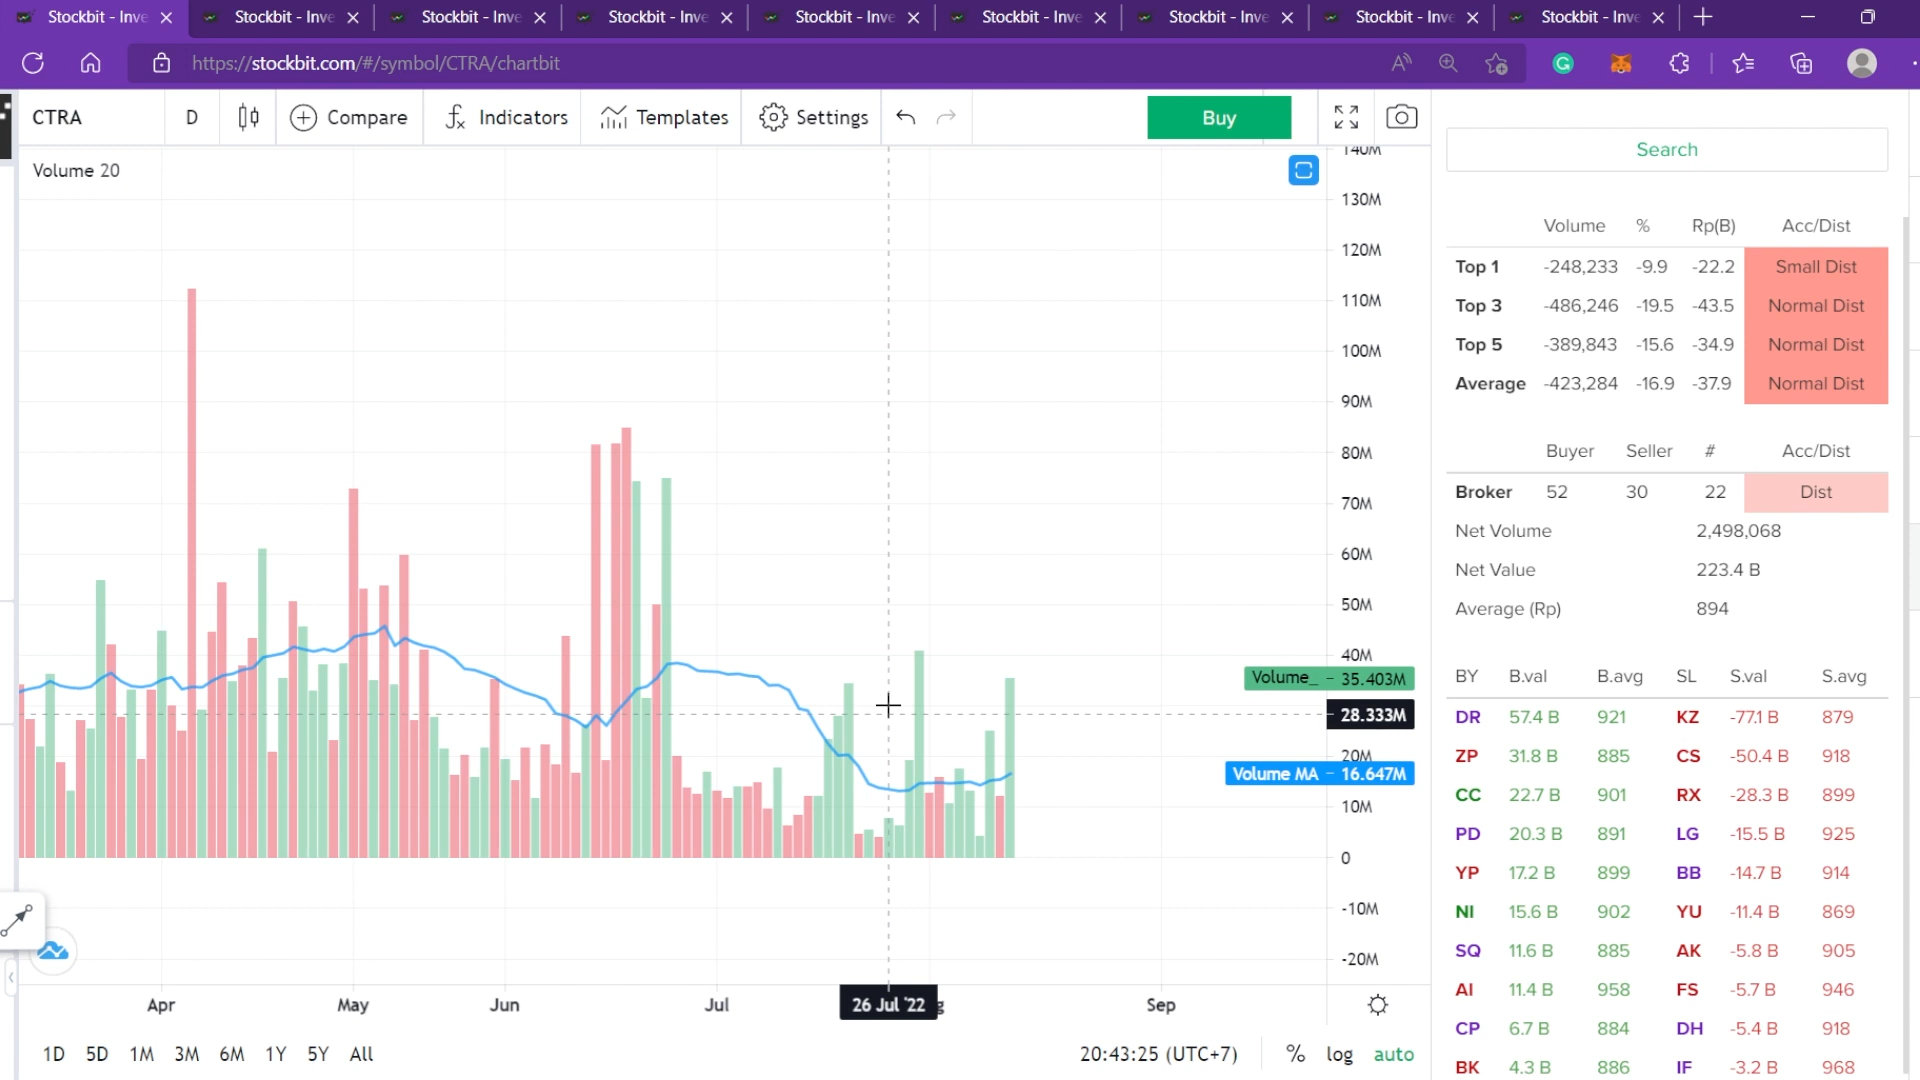 Stockbit - Inve Stockbit - Inve Stockbit - Inve Stockbit - Inve Stockbit - Inve Stockbit - Inve Stockbit - Inve Stockbit - Inve Stockbit - Inve
https://stockbit.com/#/symbol/CTRA/chartbit
CTRA D Compare Indicators Templates Settings Buy
Volume 20
140M
130M
120M
110M
100M
90M
80M
70M
60M
50M
40M
Volume_ - 35.403M
28.333M
20M
Volume MA - 16.647M
10M
0
-10M
-20M
Apr May Jun Jul 26 Jul '22 Sep
1D 5D 1M 3M 6M 1Y 5Y All 20:43:25 (UTC+7) % log auto
Search
Volume % Rp(B) Acc/Dist
Top 1 -248,233 -9.9 -22.2 Small Dist
Top 3 -486,246 -19.5 -43.5 Normal Dist
Top 5 -389,843 -15.6 -34.9 Normal Dist
Average -423,284 -16.9 -37.9 Normal Dist
Buyer Seller # Acc/Dist
Broker 52 30 22 Dist
Net Volume 2,498,068
Net Value 223.4 B
Average (Rp) 894
BY B.val B.avg SL S.val S.avg
DR 57.4 B 921 KZ -77.1 B 879
ZP 31.8 B 885 CS -50.4 B 918
CC 22.7 B 901 RX -28.3 B 899
PD 20.3 B 891 LG -15.5 B 925
YP 17.2 B 899 BB -14.7 B 914
NI 15.6 B 902 YU -11.4 B 869
SQ 11.6 B 885 AK -5.8 B 905
AI 11.4 B 958 FS -5.7 B 946
CP 6.7 B 884 DH -5.4 B 918
BK 4.3 B 886 IF -3.2 B 968